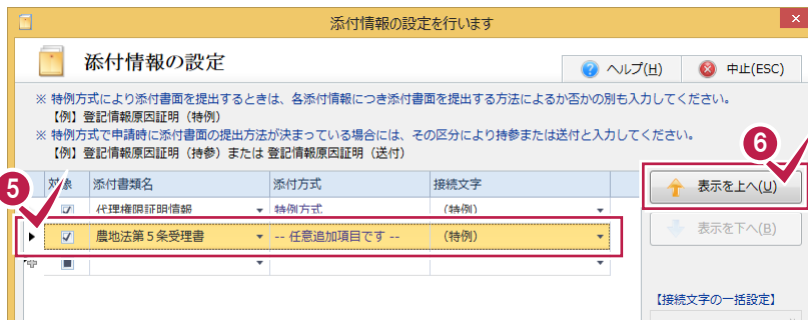 添付情報の設定を行います
添付情報の設定
ヘルプ(H)
中止(ESC)
※ 特例方式により添付書面を提出するときは、各添付情報につき添付書面を提出する方法によるか否かの別も入力してください。
【例】登記情報原因証明(特例)
※ 特例方式で申請時に添付書面の提出方法が決まっている場合には、その区分により持参または送付と入力してください。
【例】登記情報原因証明(持参)または 登記情報原因証明(送付)
5
6
対象 添付書類名 添付方式 接続文字
代理権限証明情報 特例方式 (特例)
農地法第5条受理書 -- 任意追加項目です -- (特例)
表示を上へ(U)
表示を下へ(B)
【接続文字の一括設定】